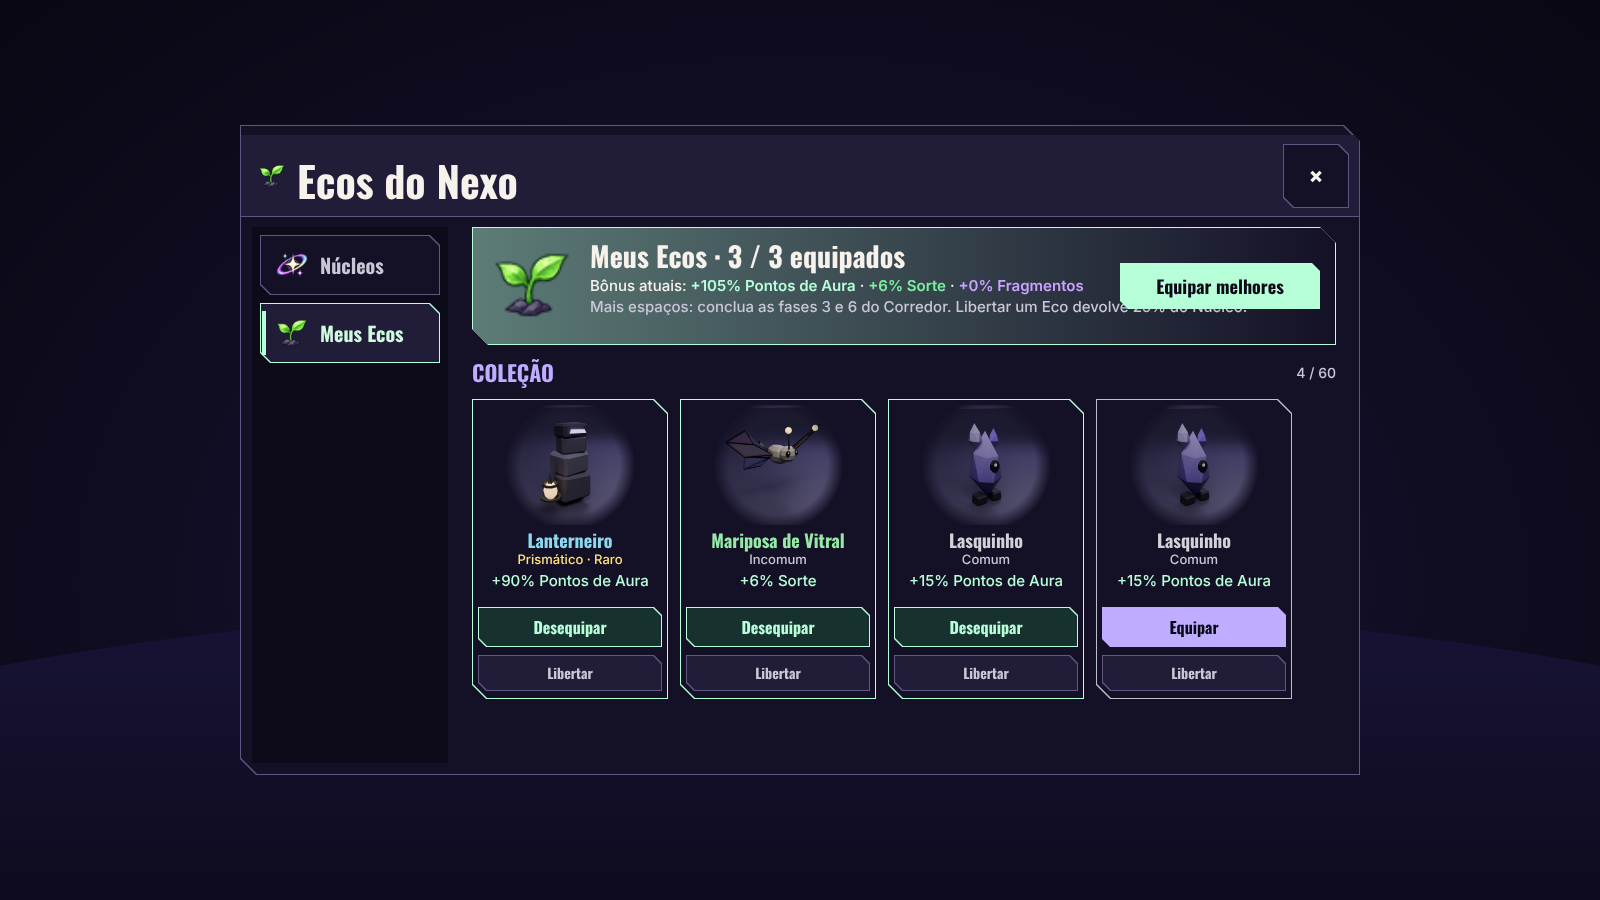 Ecos do Nexo
×
Núcleos
Meus Ecos
Meus Ecos · 3 / 3 equipados
Bônus atuais: +105% Pontos de Aura · +6% Sorte · +0% Fragmentos
Mais espaços: conclua as fases 3 e 6 do Corredor. Libertar um Eco devolve 25% do Núcleo.
Equipar melhores
COLEÇÃO
4 / 60
Lanterneiro
Prismático · Raro
+90% Pontos de Aura
Desequipar
Libertar
Mariposa de Vitral
Incomum
+6% Sorte
Desequipar
Libertar
Lasquinho
Comum
+15% Pontos de Aura
Desequipar
Libertar
Lasquinho
Comum
+15% Pontos de Aura
Equipar
Libertar